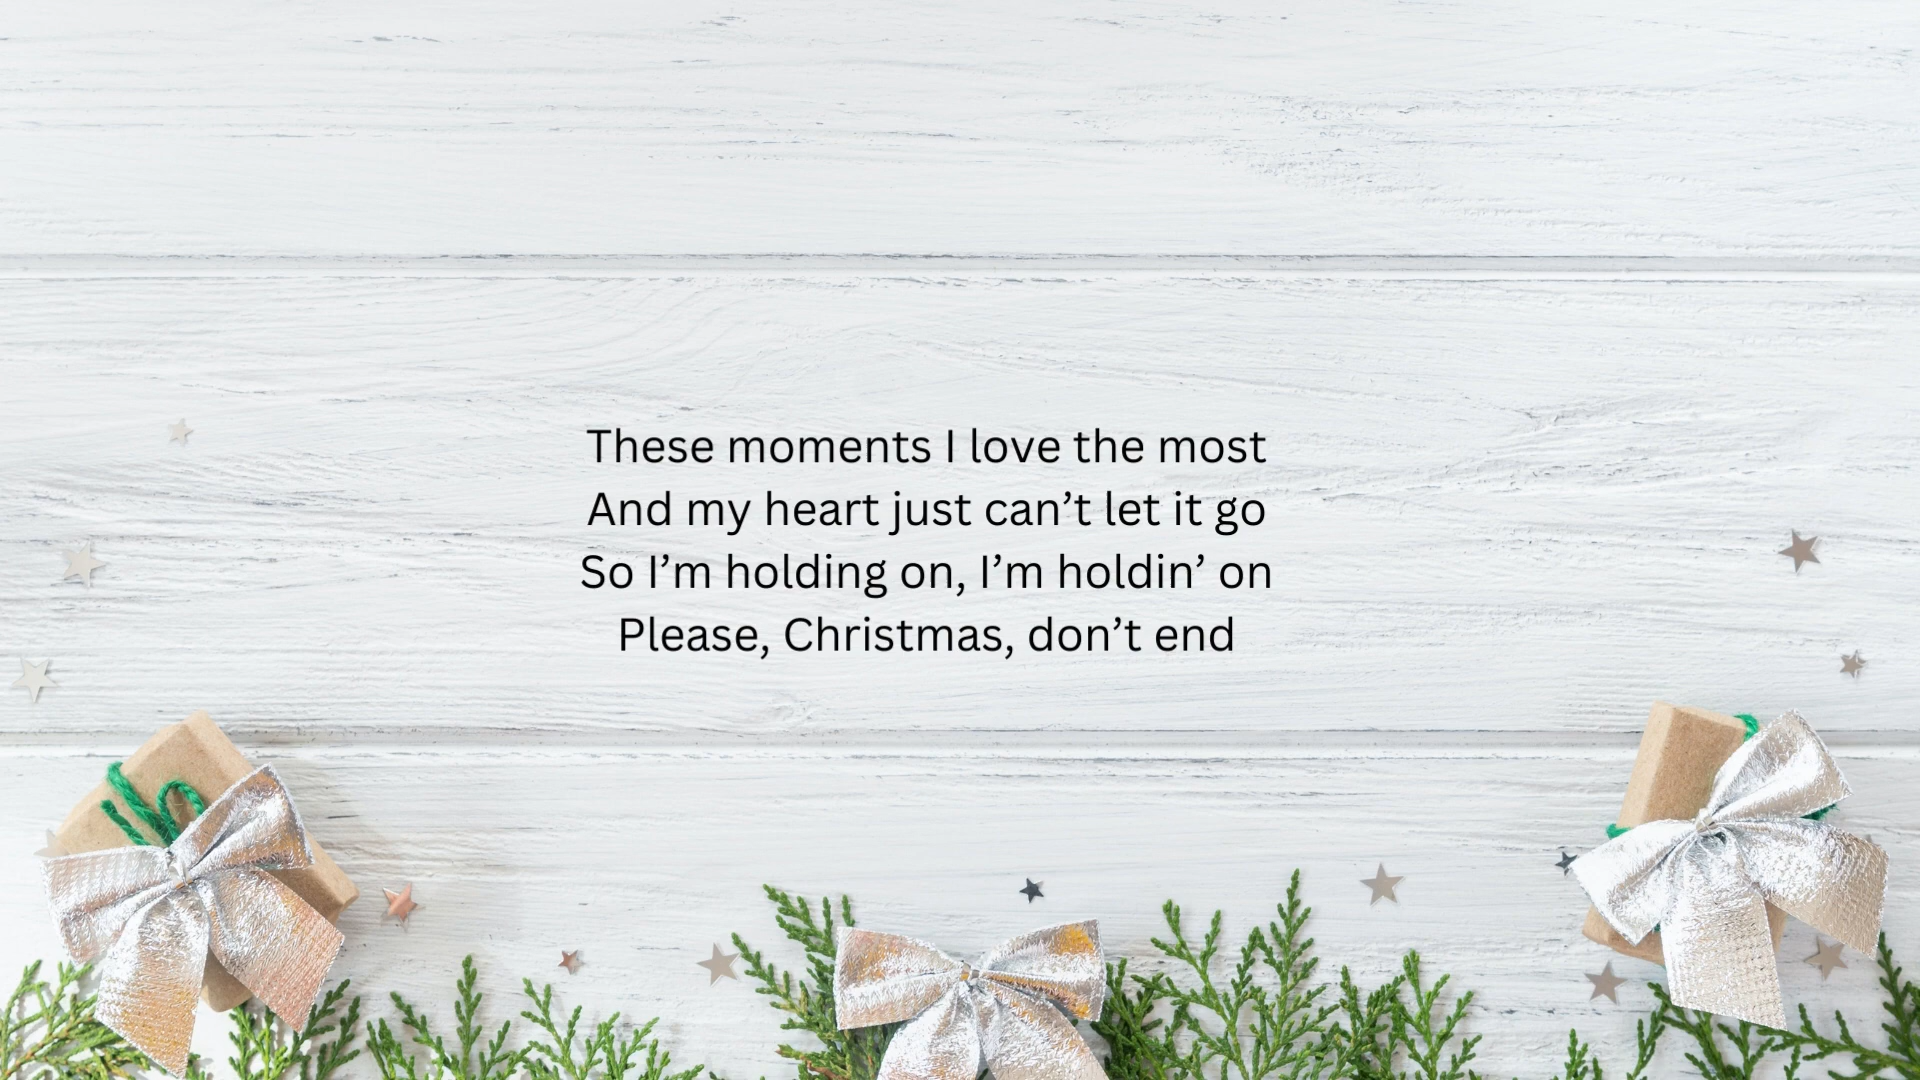 These moments I love the most
And my heart just can’t let it go
So I’m holding on, I’m holdin’ on
Please, Christmas, don’t end